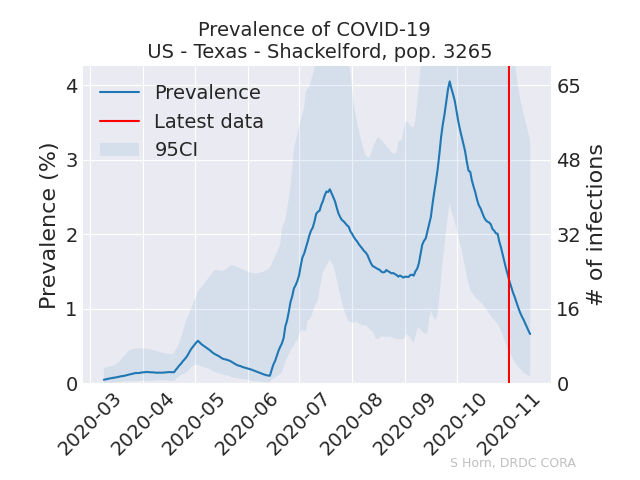 Prevalence of COVID-19
US - Texas - Shackelford, pop. 3265
Prevalence
Latest data
95CI
Prevalence (%)
4
3
2
1
0
# of infections
65
48
32
16
0
2020-03
2020-04
2020-05
2020-06
2020-07
2020-08
2020-09
2020-10
2020-11
S Horn, DRDC CORA